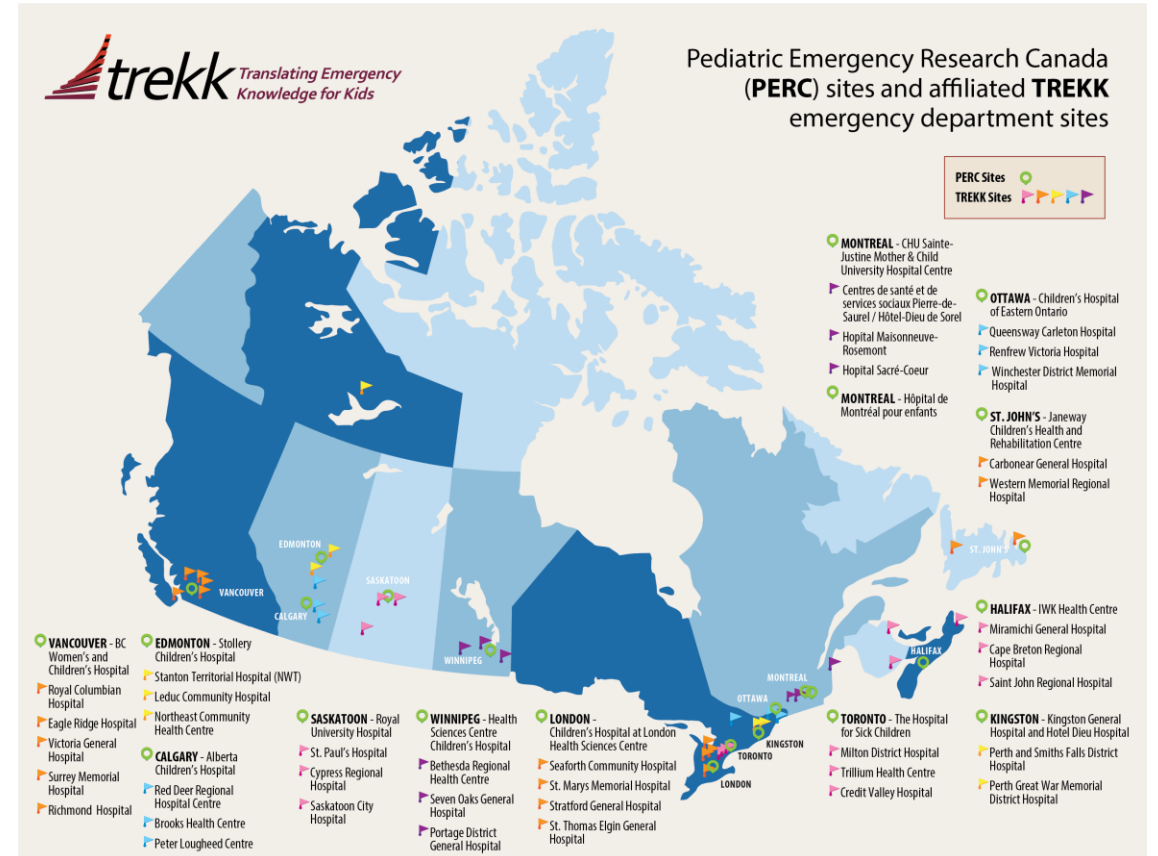 trekk Translating Emergency
Knowledge for Kids
Pediatric Emergency Research Canada
(PERC) sites and affiliated TREKK
emergency department sites
PERC Sites
TREKK Sites
MONTREAL - CHU Sainte-
Justine Mother & Child
University Hospital Centre
Centres de santé et de
services sociaux Pierre-de-
Saurel / Hôtel-Dieu de Sorel
Hopital Maisonneuve-
Rosemont
Hopital Sacré-Coeur
MONTREAL - Hôpital de
Montréal pour enfants
OTTAWA - Children's Hospital
of Eastern Ontario
Queensway Carleton Hospital
Renfrew Victoria Hospital
Winchester District Memorial
Hospital
ST. JOHN'S - Janeway
Children's Health and
Rehabilitation Centre
Carbonear General Hospital
Western Memorial Regional
Hospital
EDMONTON
VANCOUVER
CALGARY
SASKATOON
WINNIPEG
ST. JOHN'S
HALIFAX
MONTREAL
OTTAWA
KINGSTON
TORONTO
LONDON
VANCOUVER - BC
Women's and
Children's Hospital
Royal Columbian
Hospital
Eagle Ridge Hospital
Victoria General
Hospital
Surrey Memorial
Hospital
Richmond Hospital
EDMONTON - Stollery
Children's Hospital
Stanton Territorial Hospital (NWT)
Leduc Community Hospital
Northeast Community
Health Centre
CALGARY - Alberta
Children's Hospital
Red Deer Regional
Hospital Centre
Brooks Health Centre
Peter Lougheed Centre
SASKATOON - Royal
University Hospital
St. Paul's Hospital
Cypress Regional
Hospital
Saskatoon City
Hospital
WINNIPEG - Health
Sciences Centre
Children's Hospital
Bethesda Regional
Health Centre
Seven Oaks General
Hospital
Portage District
General Hospital
LONDON -
Children's Hospital at London
Health Sciences Centre
Seaforth Community Hospital
St. Marys Memorial Hospital
Stratford General Hospital
St. Thomas Elgin General
Hospital
TORONTO - The Hospital
for Sick Children
Milton District Hospital
Trillium Health Centre
Credit Valley Hospital
HALIFAX - IWK Health Centre
Miramichi General Hospital
Cape Breton Regional
Hospital
Saint John Regional Hospital
KINGSTON - Kingston General
Hospital and Hotel Dieu Hospital
Perth and Smiths Falls District
Hospital
Perth Great War Memorial
District Hospital